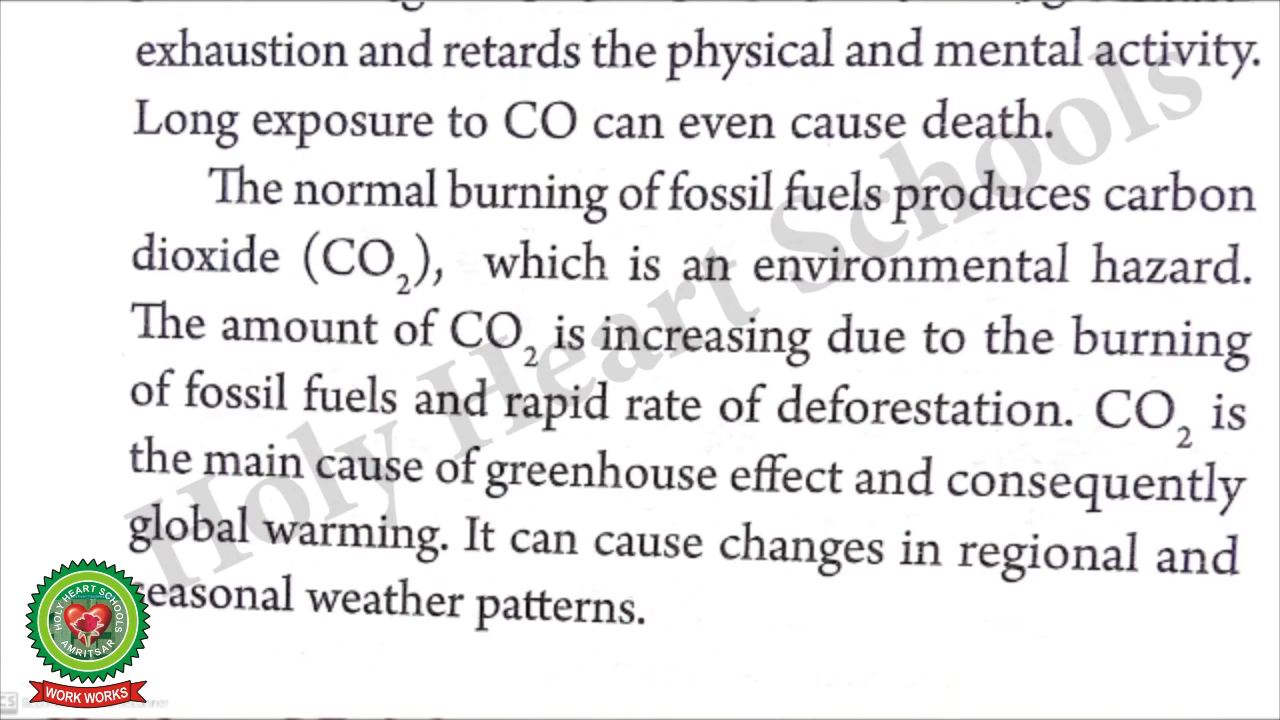 exhaustion and retards the physical and mental activity.
Long exposure to CO can even cause death.
The normal burning of fossil fuels produces carbon
dioxide (CO₂), which is an environmental hazard.
The amount of CO₂ is increasing due to the burning
of fossil fuels and rapid rate of deforestation. CO₂ is
the main cause of greenhouse effect and consequently
global warming. It can cause changes in regional and
seasonal weather patterns.
Holy Heart Schools
HOLY HEART SCHOOLS
AMRITSAR
WORK WORKS
CS